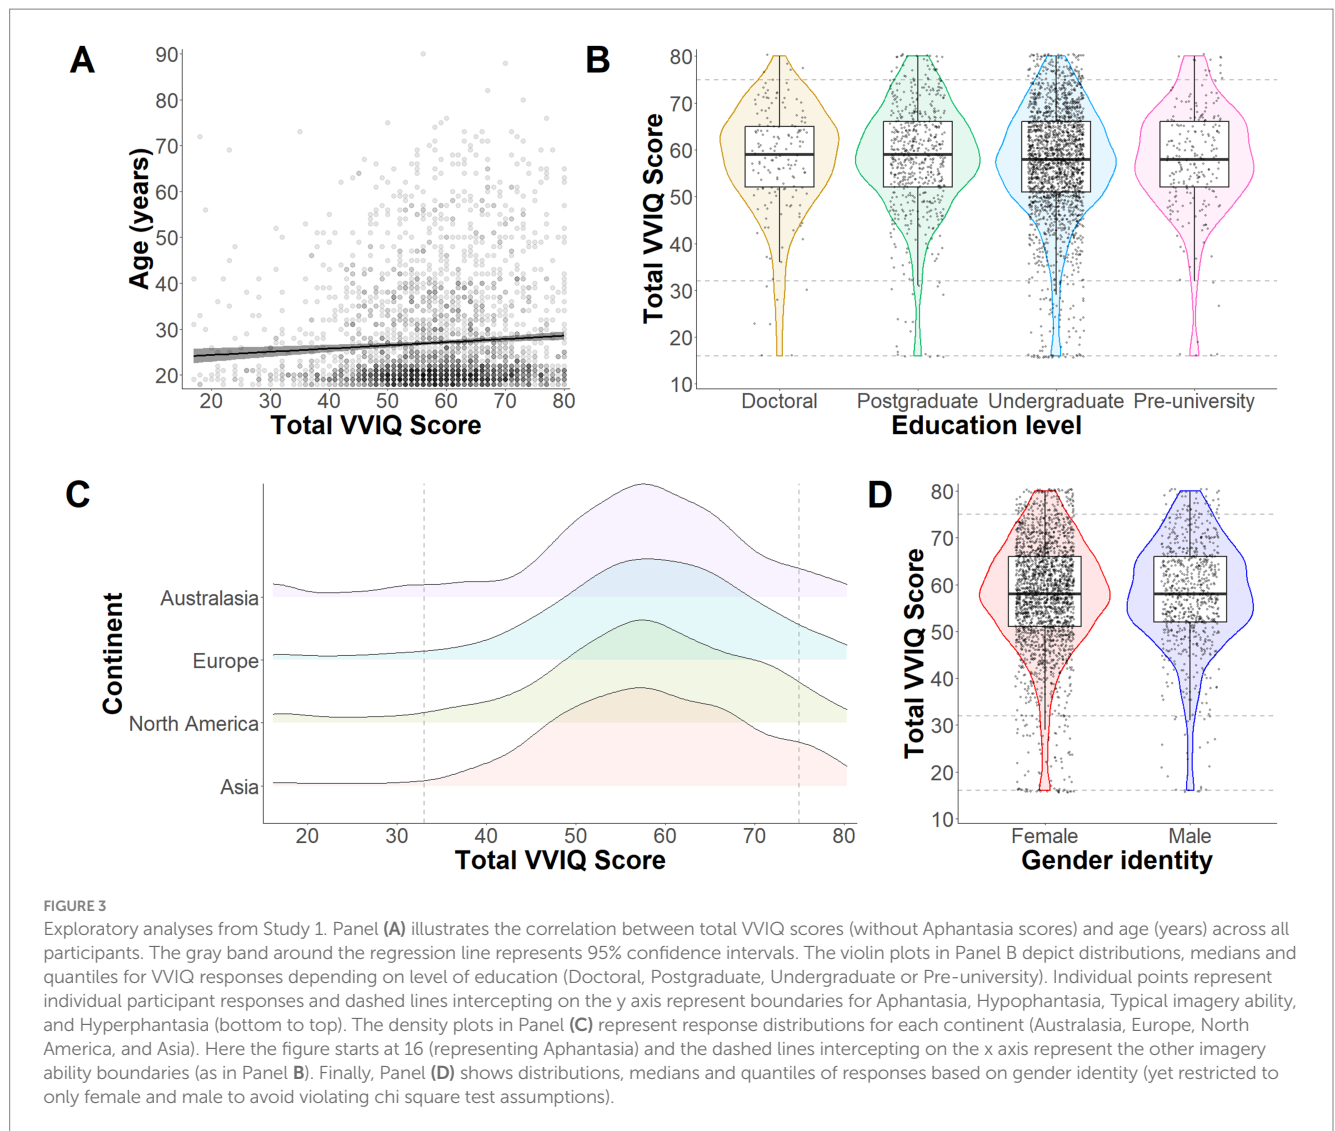 A
90
80
70
60
50
40
30
20
Age (years)
20 30 40 50 60 70 80
Total VVIQ Score
B
80
70
60
50
40
30
20
10
Total VVIQ Score
Doctoral Postgraduate Undergraduate Pre-university
Education level
C
Continent
Australasia
Europe
North America
Asia
20 30 40 50 60 70 80
Total VVIQ Score
D
80
70
60
50
40
30
20
10
Total VVIQ Score
Female Male
Gender identity
FIGURE 3
Exploratory analyses from Study 1. Panel (A) illustrates the correlation between total VVIQ scores (without Aphantasia scores) and age (years) across all
participants. The gray band around the regression line represents 95% confidence intervals. The violin plots in Panel B depict distributions, medians and
quantiles for VVIQ responses depending on level of education (Doctoral, Postgraduate, Undergraduate or Pre-university). Individual points represent
individual participant responses and dashed lines intercepting on the y axis represent boundaries for Aphantasia, Hypophantasia, Typical imagery ability,
and Hyperphantasia (bottom to top). The density plots in Panel (C) represent response distributions for each continent (Australasia, Europe, North
America, and Asia). Here the figure starts at 16 (representing Aphantasia) and the dashed lines intercepting on the x axis represent the other imagery
ability boundaries (as in Panel B). Finally, Panel (D) shows distributions, medians and quantiles of responses based on gender identity (yet restricted to
only female and male to avoid violating chi square test assumptions).